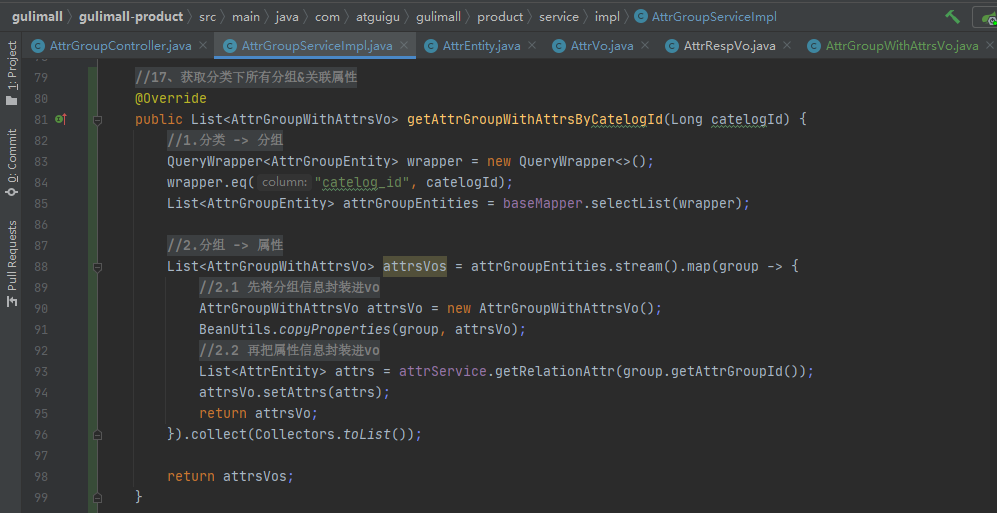 gulimall gulimall-product src main java com atguigu gulimall product service impl AttrGroupServiceImpl
AttrGroupController.java AttrGroupServiceImpl.java AttrEntity.java AttrVo.java AttrRespVo.java AttrGroupWithAttrsVo.java
1: Project
0: Commit
Pull Requests
79 //17、获取分类下所有分组&关联属性
80 @Override
81 public List<AttrGroupWithAttrsVo> getAttrGroupWithAttrsByCatelogId(Long catelogId) {
82 //1.分类 -> 分组
83 QueryWrapper<AttrGroupEntity> wrapper = new QueryWrapper<>();
84 wrapper.eq( column: "catelog_id", catelogId);
85 List<AttrGroupEntity> attrGroupEntities = baseMapper.selectList(wrapper);
86
87 //2.分组 -> 属性
88 List<AttrGroupWithAttrsVo> attrsVos = attrGroupEntities.stream().map(group -> {
89 //2.1 先将分组信息封装进vo
90 AttrGroupWithAttrsVo attrsVo = new AttrGroupWithAttrsVo();
91 BeanUtils.copyProperties(group, attrsVo);
92 //2.2 再把属性信息封装进vo
93 List<AttrEntity> attrs = attrService.getRelationAttr(group.getAttrGroupId());
94 attrsVo.setAttrs(attrs);
95 return attrsVo;
96 }).collect(Collectors.toList());
97
98 return attrsVos;
99 }